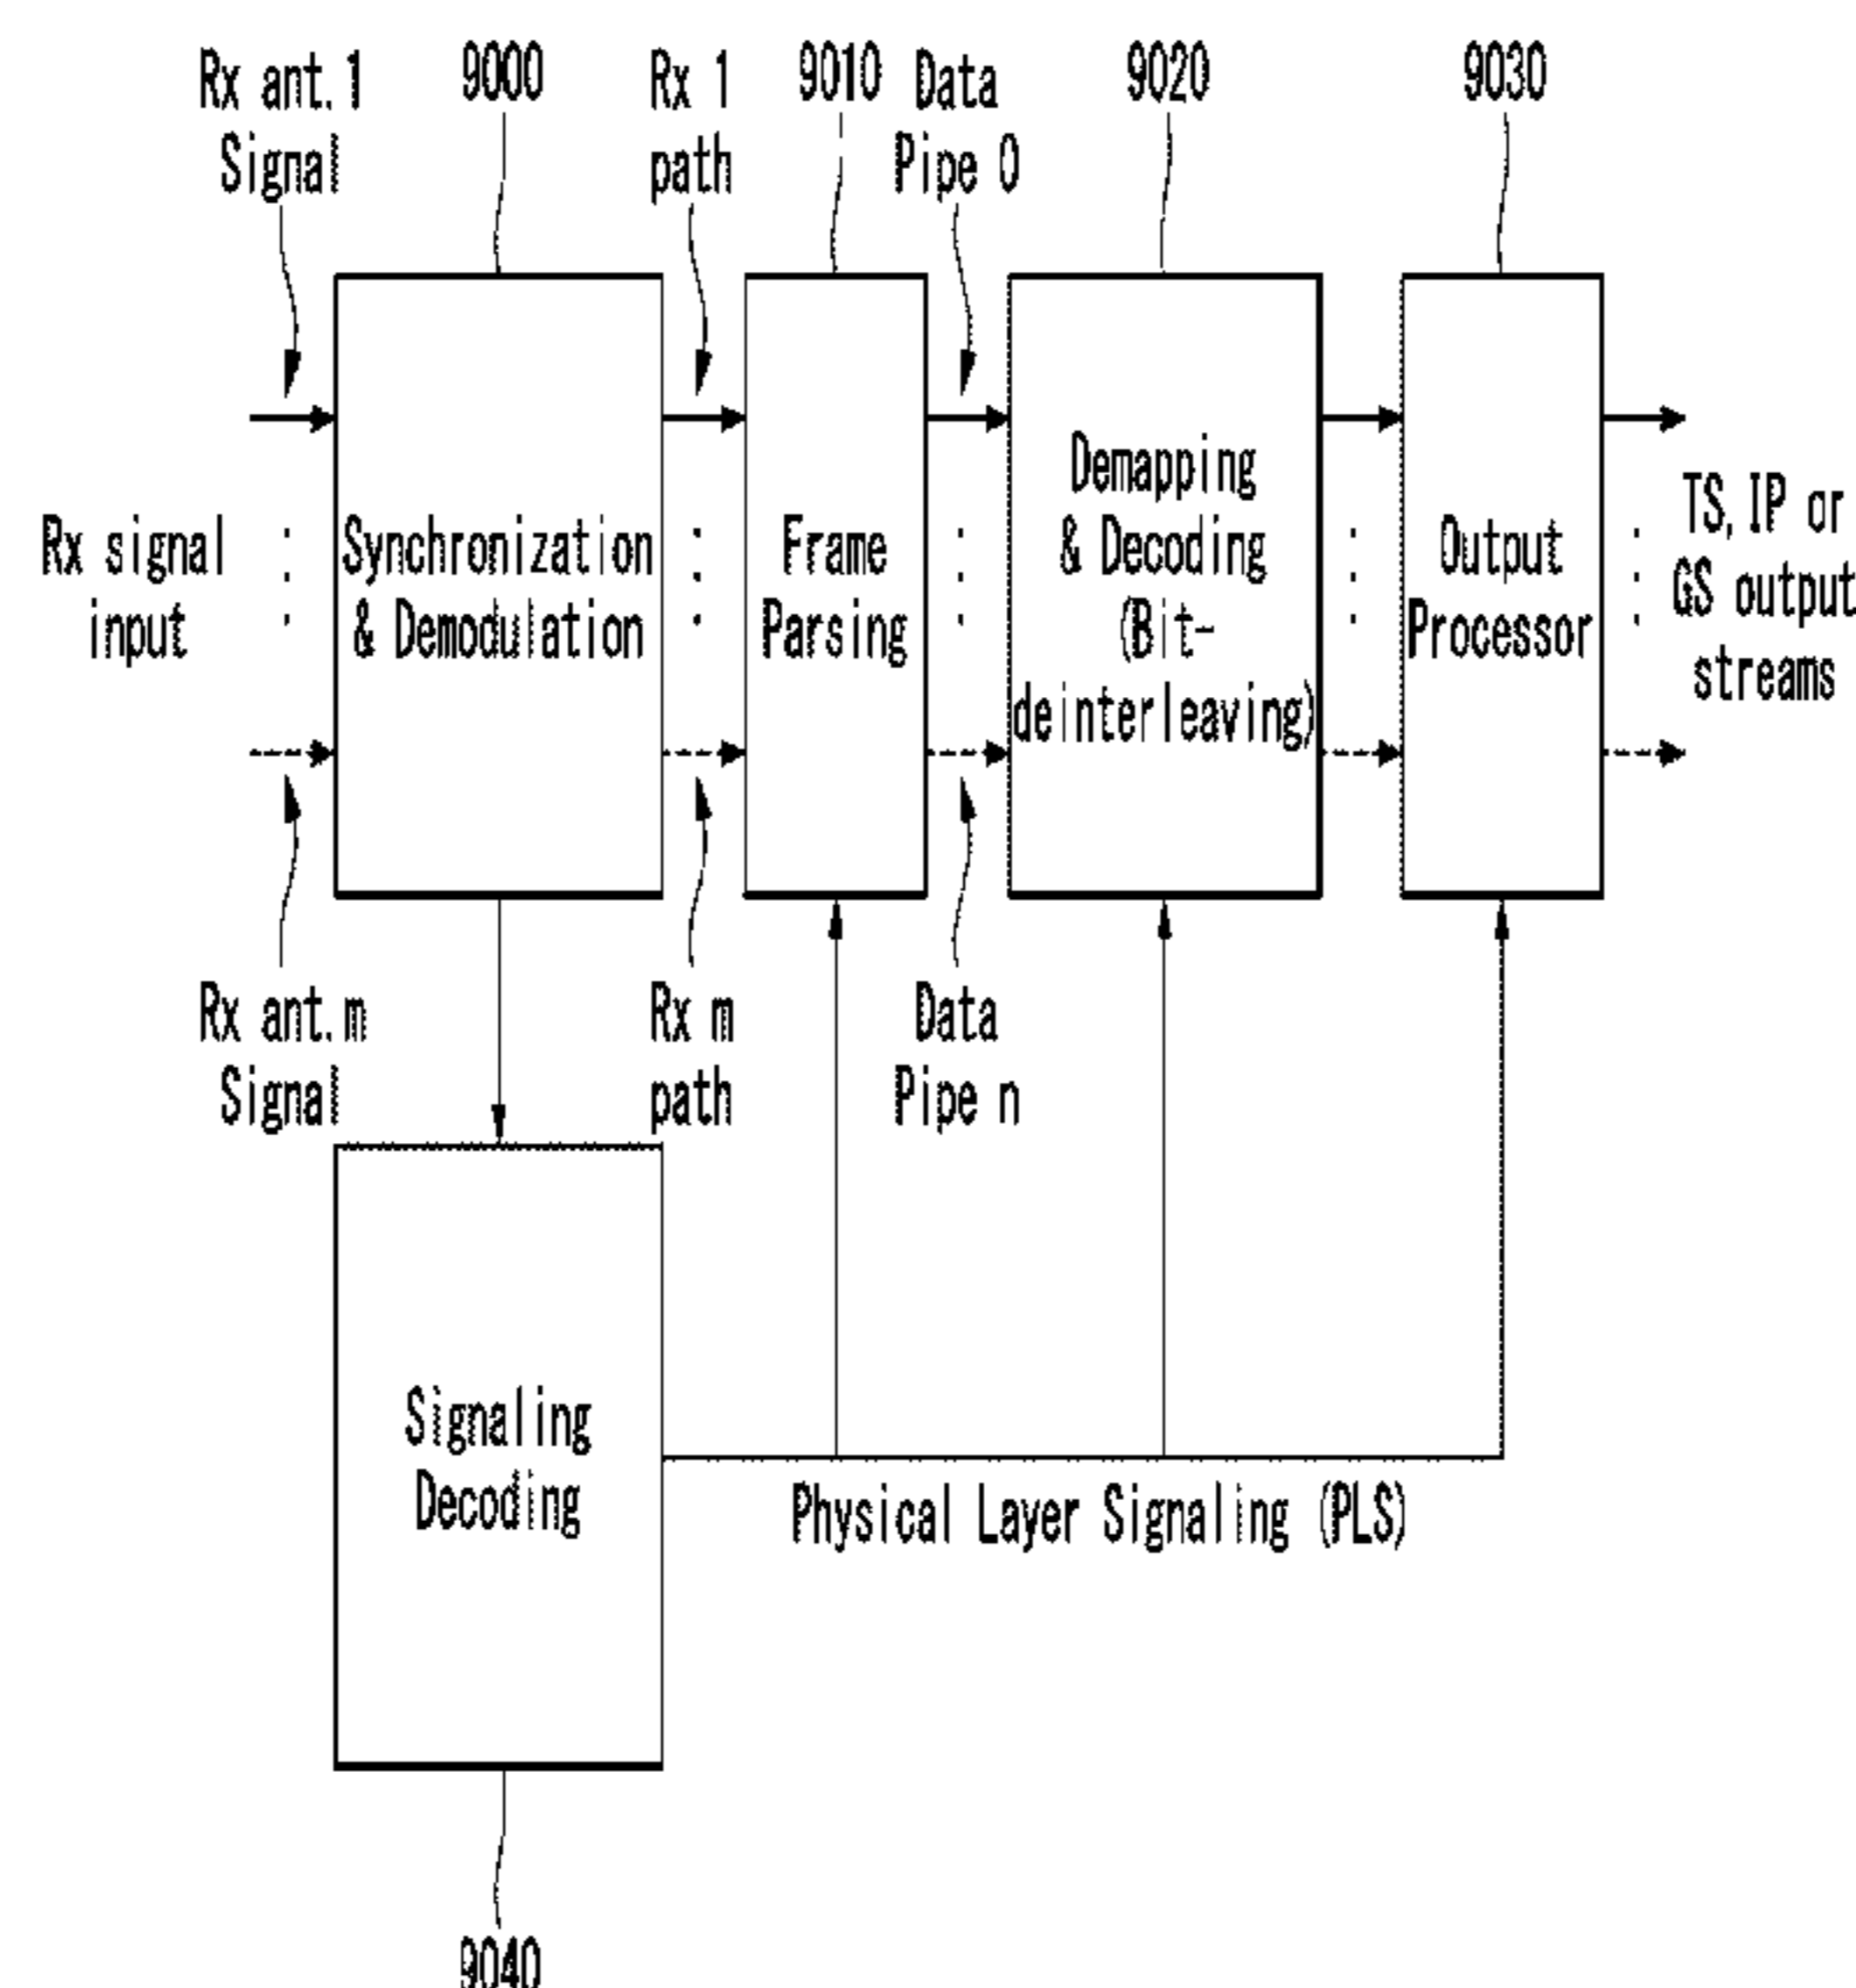 Rx ant.1
Signal
9000
Rx 1
path
9010
Data
Pipe 0
9020
9030
Rx signal
input
Synchronization
& Demodulation
Frame
Parsing
Demapping
& Decoding
(Bit-
deinterleaving)
Output
Processor
TS, IP or
GS output
streams
Rx ant.m
Signal
Rx m
path
Data
Pipe n
Signaling
Decoding
Physical Layer Signaling (PLS)
9040